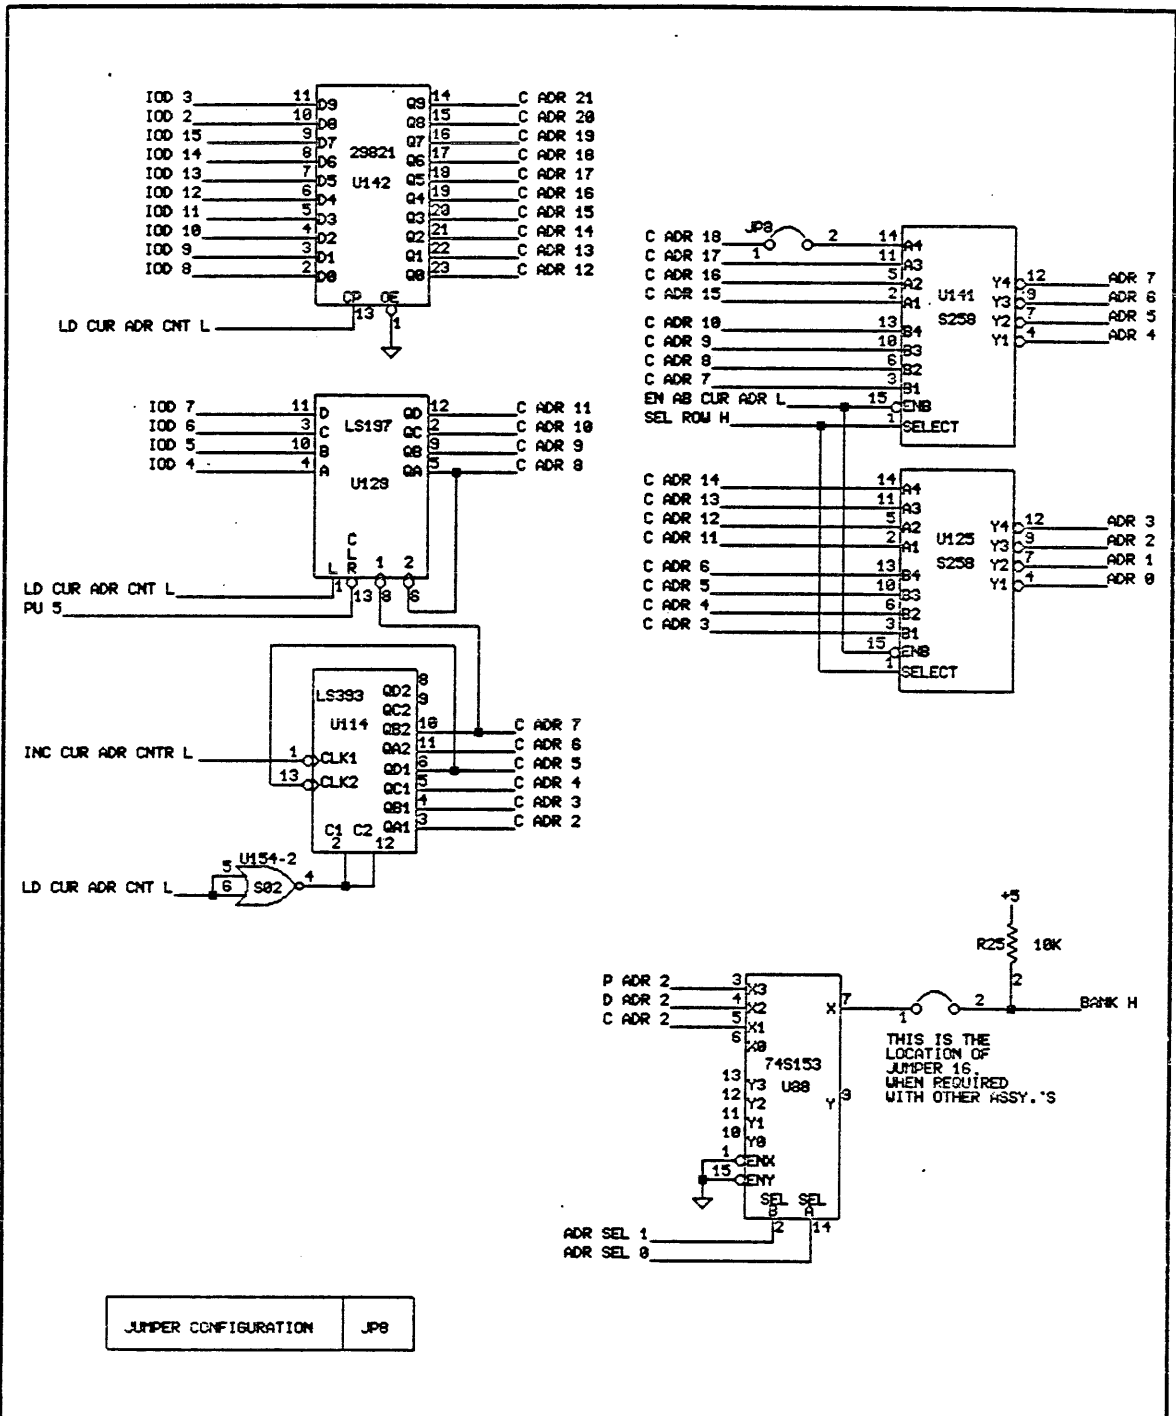 IOD 3 11 D9 Q9 14 C ADR 21
IOD 2 10 D8 Q8 15 C ADR 20
IOD 15 9 D7 Q7 16 C ADR 19
IOD 14 8 D6 Q6 17 C ADR 18
IOD 13 7 D5 Q5 18 C ADR 17
IOD 12 6 D4 Q4 19 C ADR 16
IOD 11 5 D3 Q3 20 C ADR 15
IOD 10 4 D2 Q2 21 C ADR 14
IOD 9 3 D1 Q1 22 C ADR 13
IOD 8 2 D0 Q0 23 C ADR 12
29821
U142
CP OE
LD CUR ADR CNT L 13 1
IOD 7 11 D QD 12 C ADR 11
IOD 6 3 C QC 2 C ADR 10
IOD 5 10 B QB 9 C ADR 9
IOD 4 4 A QA 5 C ADR 8
LS197
U129
L CLR 1 2
LD CUR ADR CNT L 1 13 8 6
PU 5
LS393
U114
QD2 8
QC2 9
QB2 10 C ADR 7
QA2 11 C ADR 6
QD1 6 C ADR 5
QC1 5 C ADR 4
QB1 4 C ADR 3
QA1 3 C ADR 2
INC CUR ADR CNTR L 1 CLK1
13 CLK2
C1 C2
2 12
U154-2
LD CUR ADR CNT L 5 6 S02 4
JP8
C ADR 18 1 2 14 A4
C ADR 17 11 A3
C ADR 16 5 A2
C ADR 15 2 A1
C ADR 10 13 B4
C ADR 9 10 B3
C ADR 8 6 B2
C ADR 7 3 B1
EN AB CUR ADR L 15 ENB
SEL ROW H 1 SELECT
U141
S258
Y4 12 ADR 7
Y3 9 ADR 6
Y2 7 ADR 5
Y1 4 ADR 4
C ADR 14 14 A4
C ADR 13 11 A3
C ADR 12 5 A2
C ADR 11 2 A1
C ADR 6 13 B4
C ADR 5 10 B3
C ADR 4 6 B2
C ADR 3 3 B1
15 ENB
1 SELECT
U125
S258
Y4 12 ADR 3
Y3 9 ADR 2
Y2 7 ADR 1
Y1 4 ADR 0
+5
R25 10K
2
P ADR 2 3 X3
D ADR 2 4 X2
C ADR 2 5 X1
6 X0
X 7 1 2 BANK H
74S153
U88
13 Y3
12 Y2
11 Y1
10 Y0
Y 9
1 ENX
15 ENY
SEL B SEL A
2 14
ADR SEL 1
ADR SEL 0
THIS IS THE
LOCATION OF
JUMPER 16.
WHEN REQUIRED
WITH OTHER ASSY.'S
JUMPER CONFIGURATION JP8